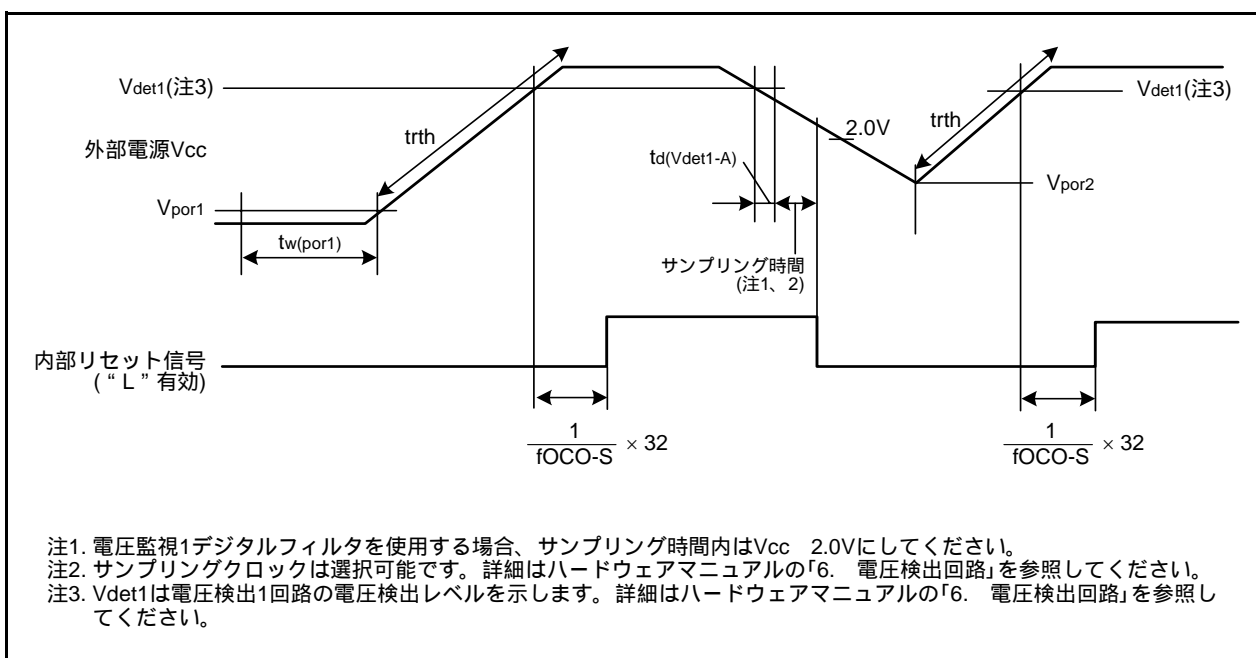 Vdet1(注3)
外部電源Vcc
Vpor1
tw(por1)
trth
td(Vdet1-A)
サンプリング時間
(注1、2)
2.0V
trth
Vdet1(注3)
Vpor2
内部リセット信号
( “ L ” 有効)
1
fOCO-S
× 32
1
fOCO-S
× 32
注1. 電圧監視1デジタルフィルタを使用する場合、サンプリング時間内はVcc 2.0Vにしてください。
注2. サンプリングクロックは選択可能です。詳細はハードウェアマニュアルの「6. 電圧検出回路」を参照してください。
注3. Vdet1は電圧検出1回路の電圧検出レベルを示します。詳細はハードウェアマニュアルの「6. 電圧検出回路」を参照し
てください。